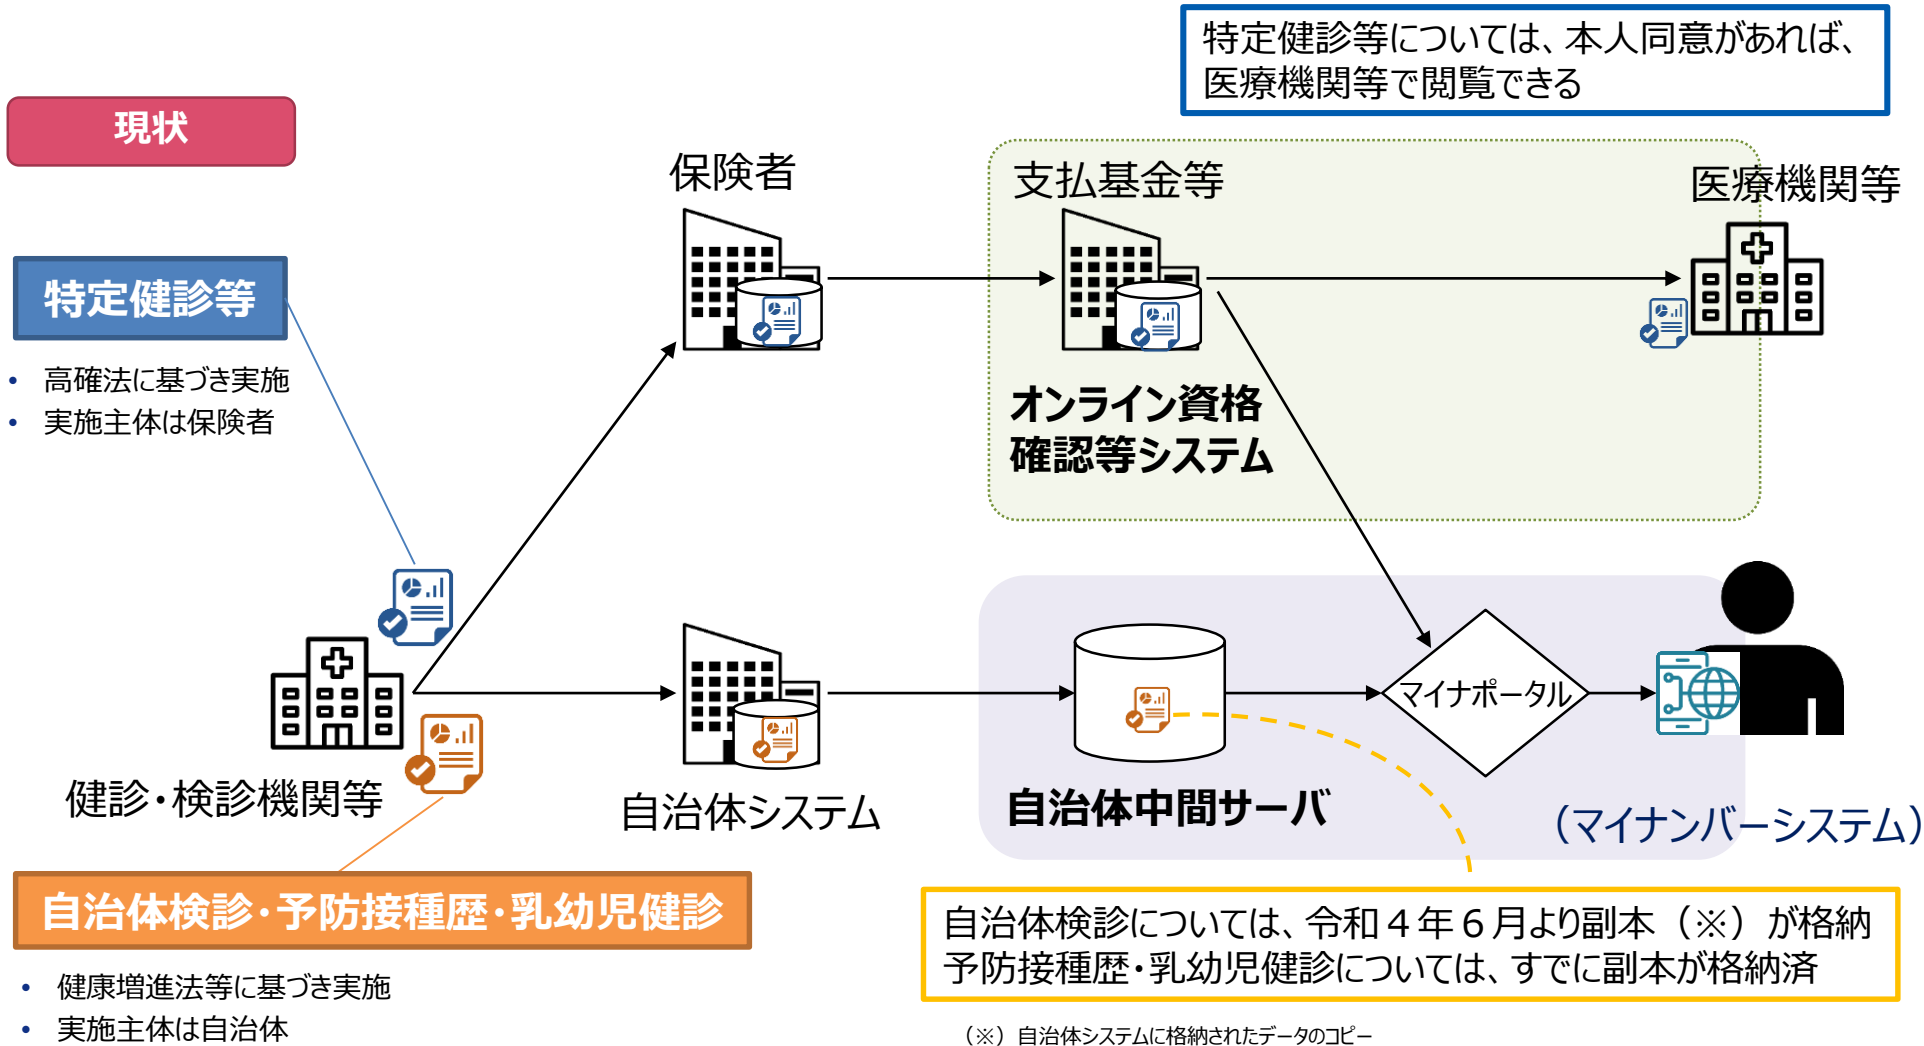 特定健診等については、本人同意があれば、
医療機関等で閲覧できる
現状
保険者
支払基金等
医療機関等
特定健診等
• 高確法に基づき実施
• 実施主体は保険者
オンライン資格
確認等システム
マイナポータル
健診・検診機関等
自治体システム
自治体中間サーバ
（マイナンバーシステム）
自治体検診・予防接種歴・乳幼児健診
• 健康増進法等に基づき実施
• 実施主体は自治体
自治体検診については、令和４年６月より副本（※）が格納
予防接種歴・乳幼児健診については、すでに副本が格納済
（※）自治体システムに格納されたデータのコピー